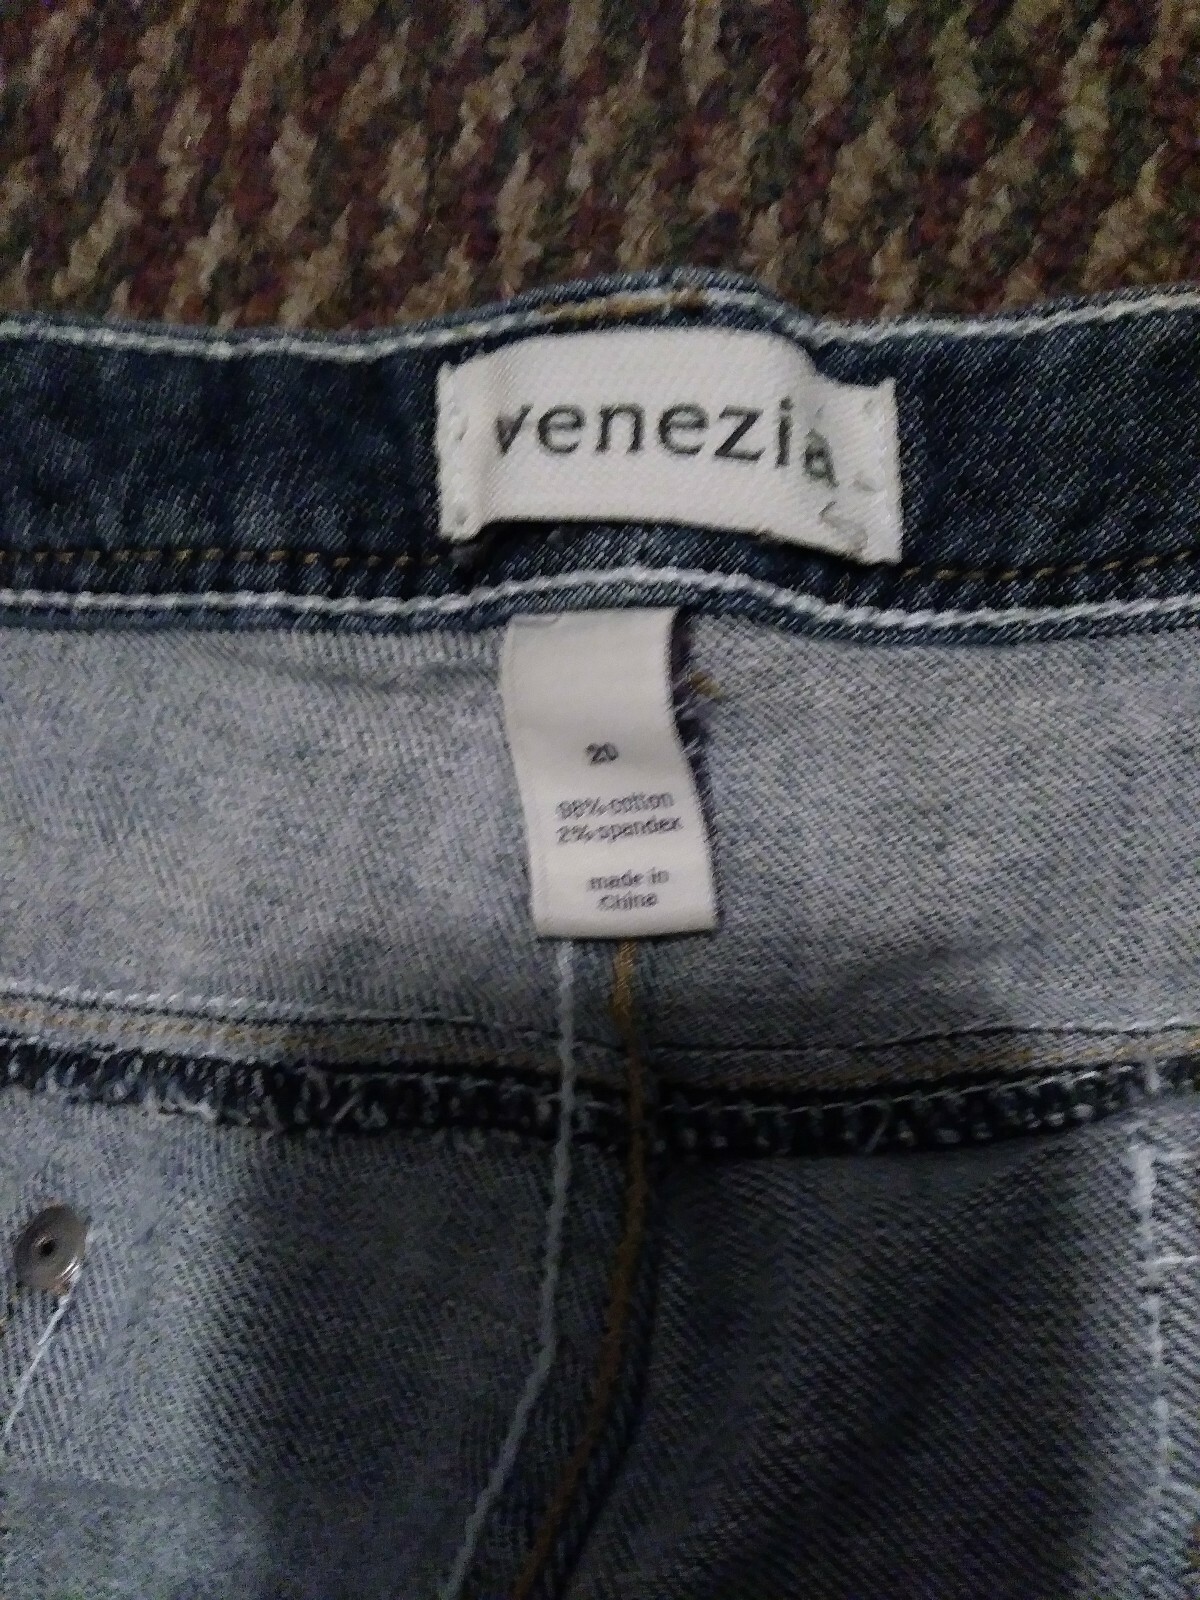 venezia
20
98% cotton
2% spandex
made in
China